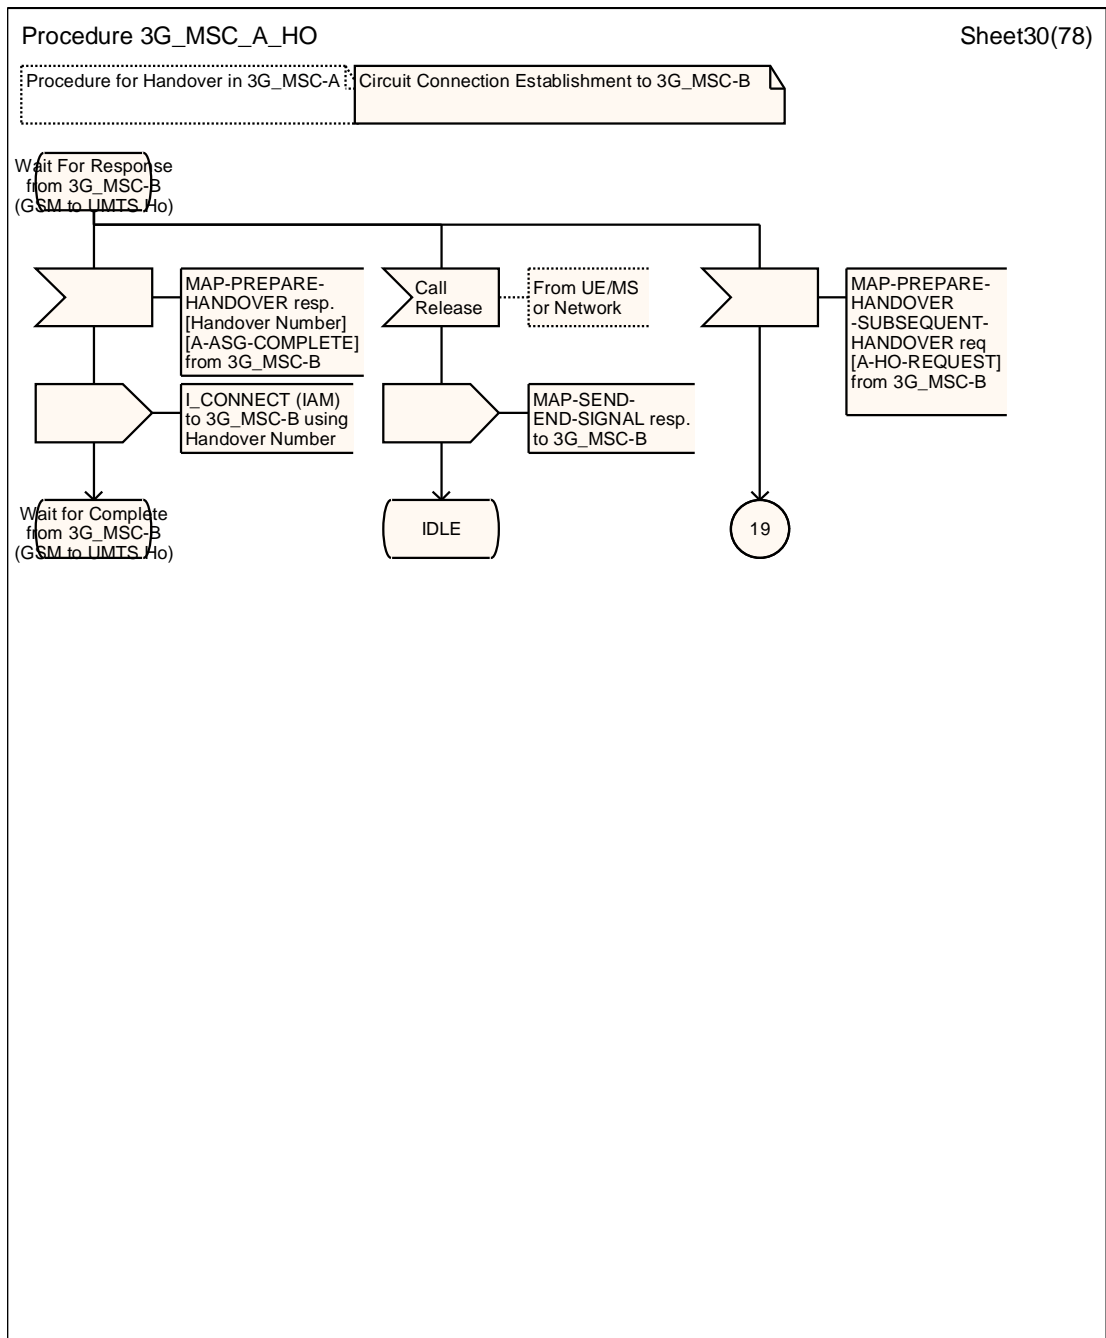 Procedure 3G_MSC_A_HO
Sheet30(78)
Procedure for Handover in 3G_MSC-A
Circuit Connection Establishment to 3G_MSC-B
Wait For Response
from 3G_MSC-B
(GSM to UMTS Ho)
MAP-PREPARE-
HANDOVER resp.
[Handover Number]
[A-ASG-COMPLETE]
from 3G_MSC-B
Call
Release
From UE/MS
or Network
MAP-PREPARE-
HANDOVER
-SUBSEQUENT-
HANDOVER req
[A-HO-REQUEST]
from 3G_MSC-B
I_CONNECT (IAM)
to 3G_MSC-B using
Handover Number
MAP-SEND-
END-SIGNAL resp.
to 3G_MSC-B
Wait for Complete
from 3G_MSC-B
(GSM to UMTS Ho)
IDLE
19